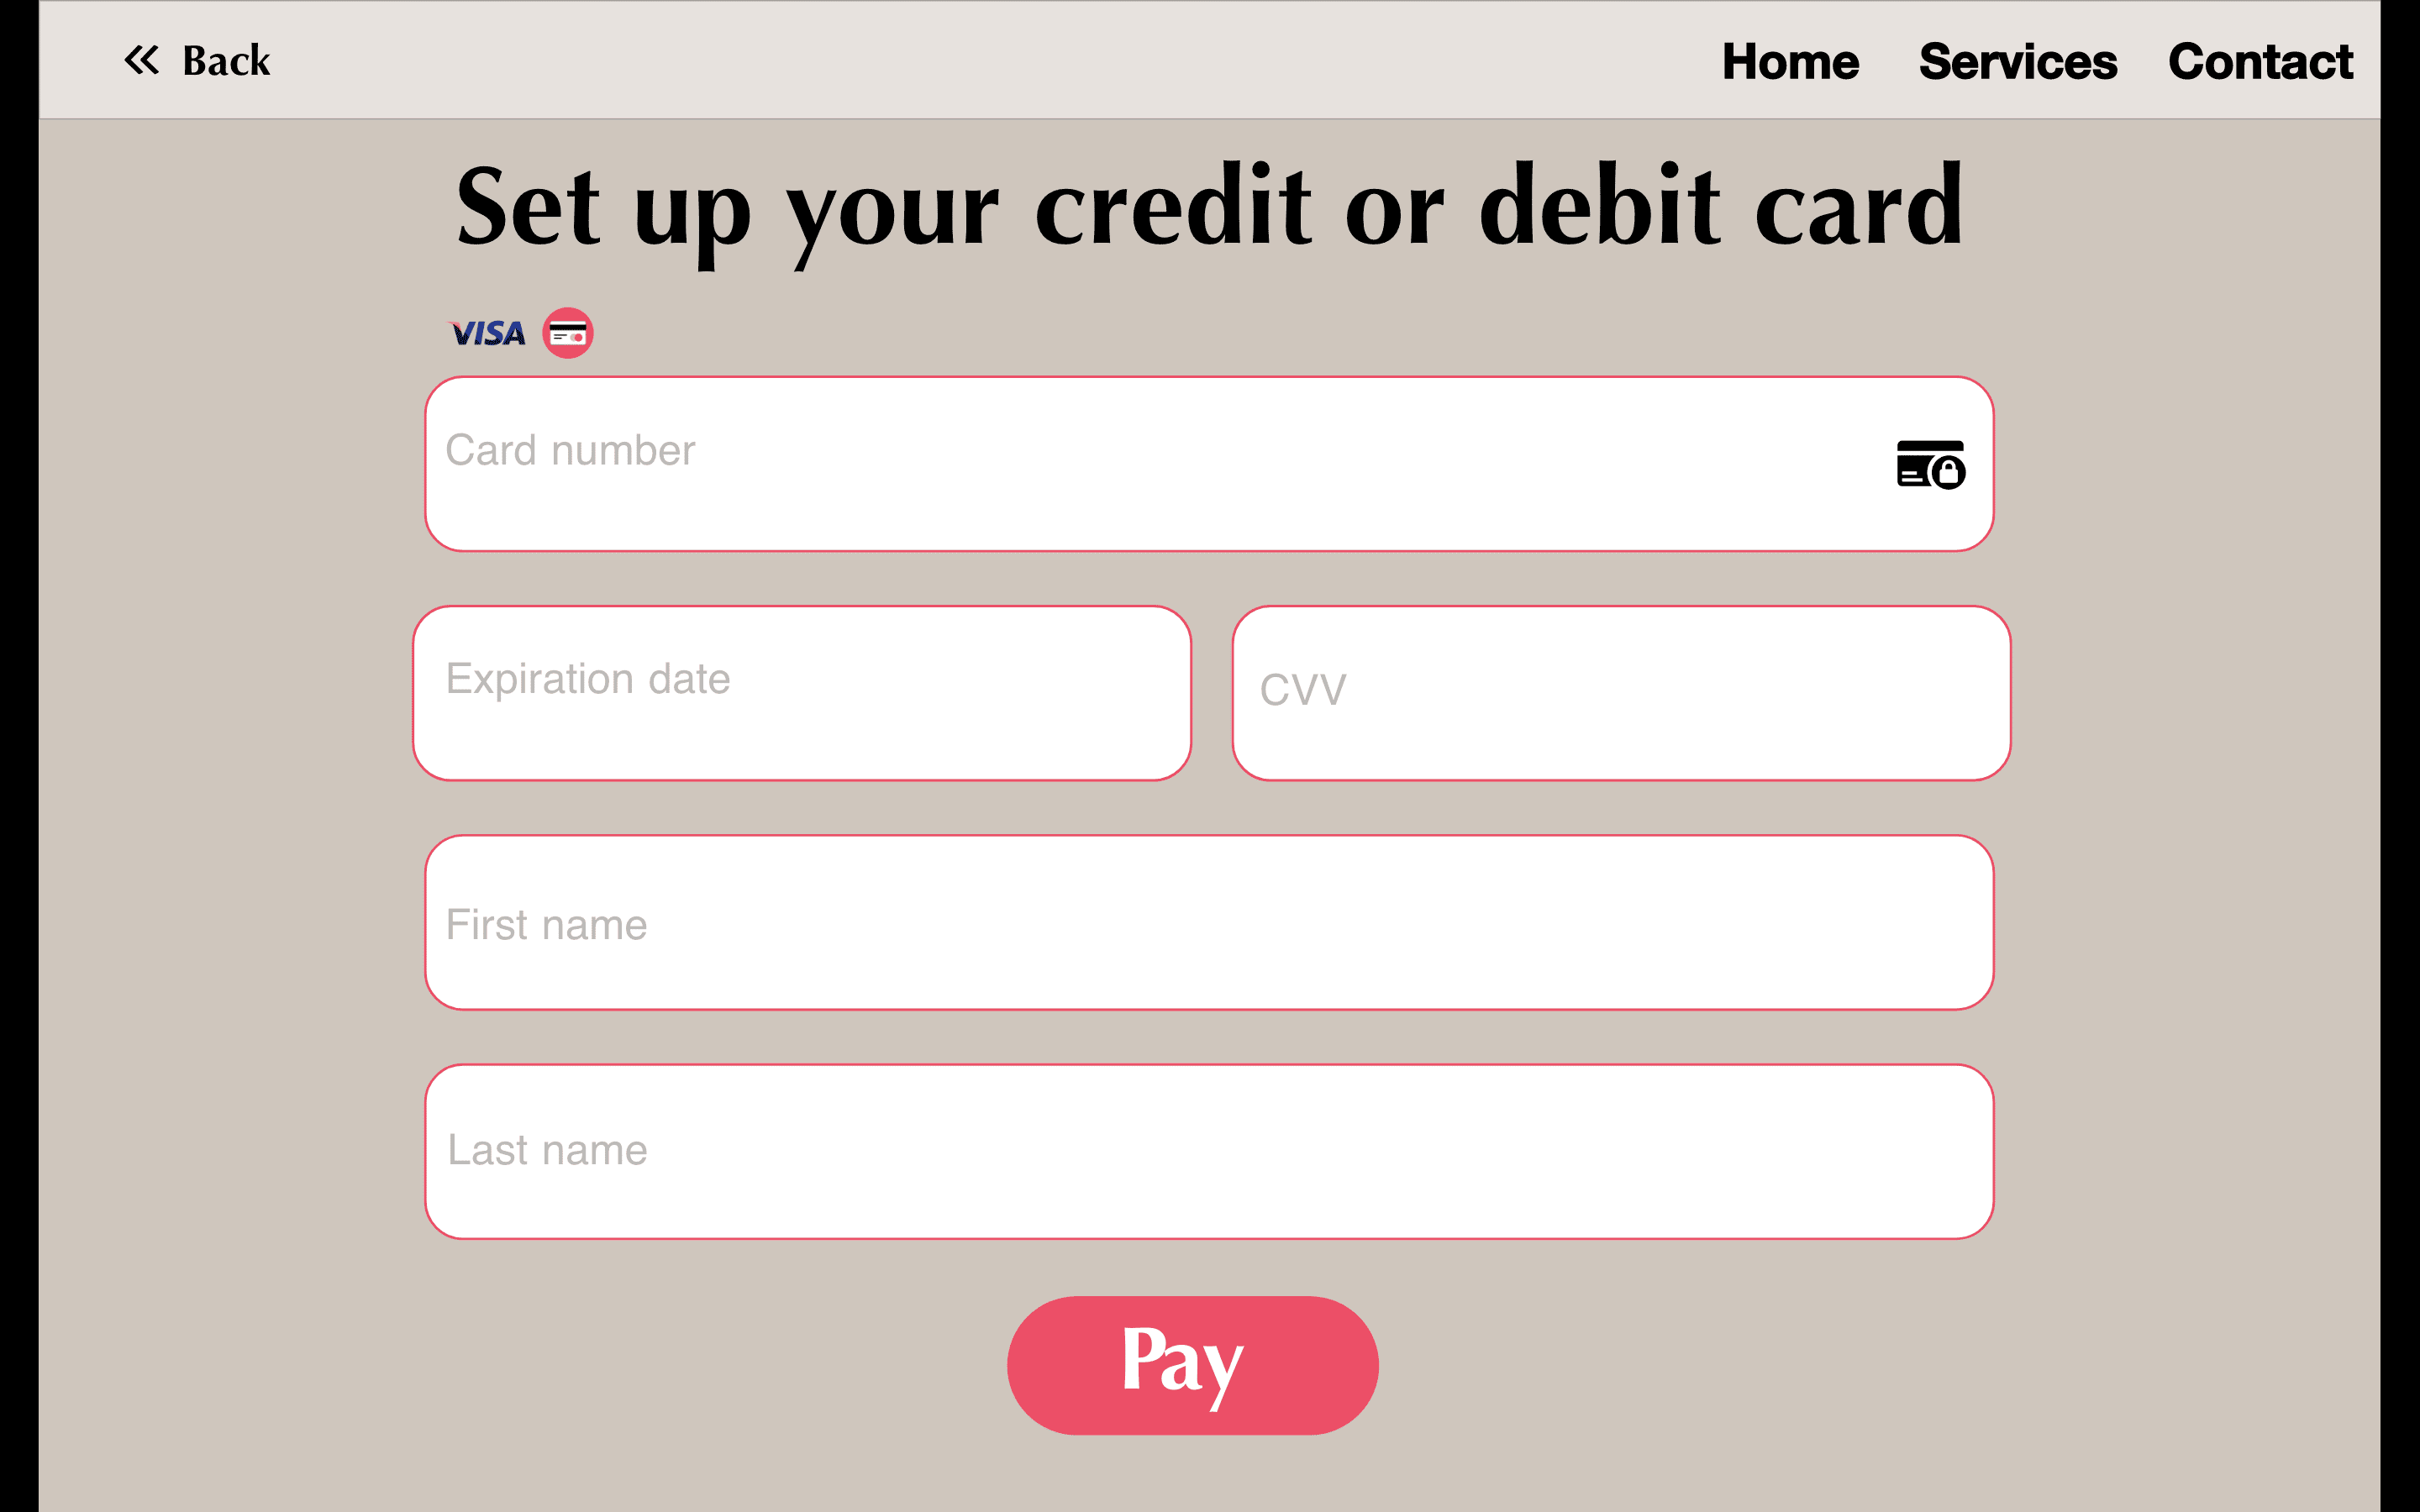 Back
Home Services Contact
Set up your credit or debit card
VISA
Card number
Expiration date
CVV
First name
Last name
Pay